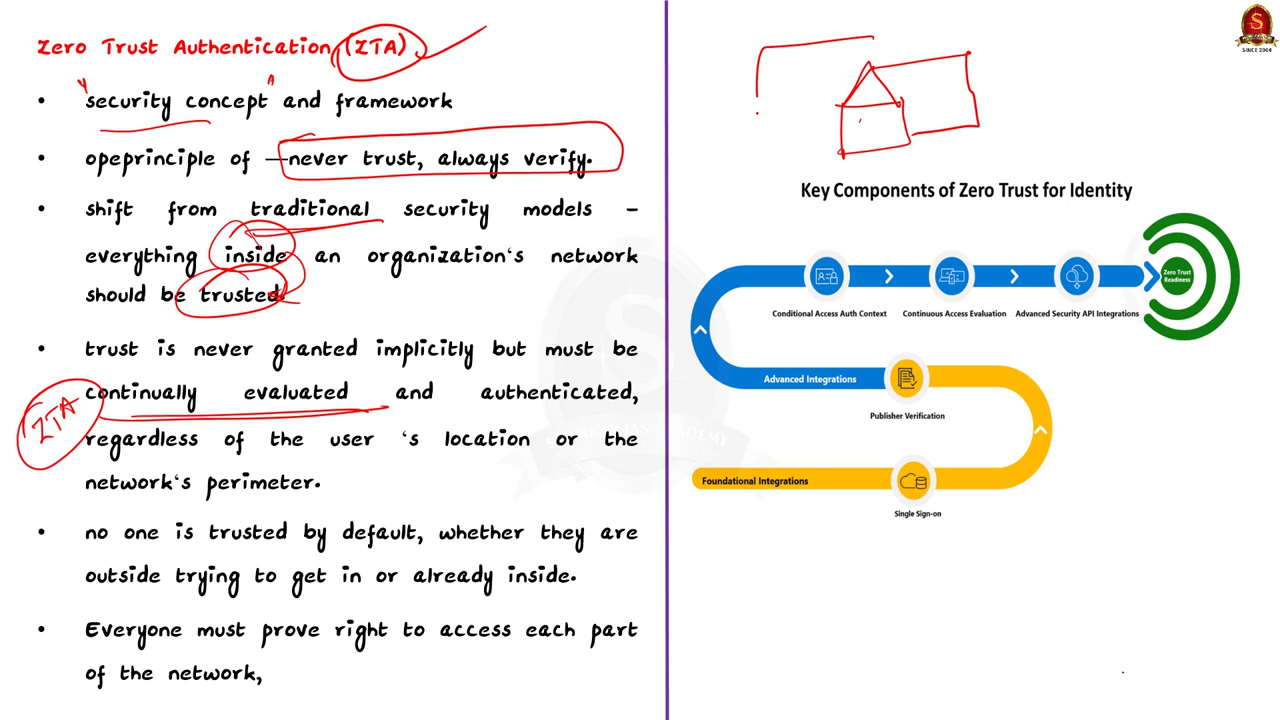 Zero Trust Authentication (ZTA)
• "security concept" and framework
• opeprinciple of – never trust, always verify.
• shift from traditional security models –
everything inside an organization's network
should be trusted.
• trust is never granted implicitly but must be
continually evaluated and authenticated,
ZTA
regardless of the user 's location or the
network's perimeter.
• no one is trusted by default, whether they are
outside trying to get in or already inside.
• Everyone must prove right to access each part
of the network,
S
SINCE 2004
Key Components of Zero Trust for Identity
Zero Trust
Readiness
Conditional Access Auth Context
Continuous Access Evaluation
Advanced Security API Integrations
Advanced Integrations
Publisher Verification
Foundational Integrations
Single Sign-on